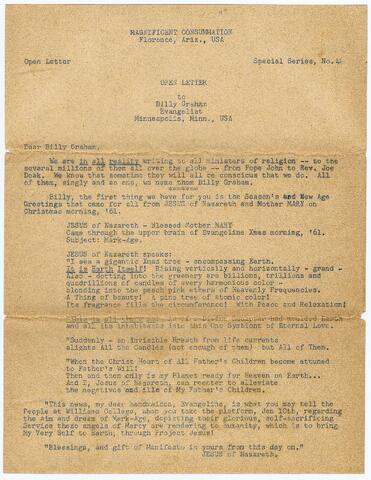 MAGNIFICENT CONSUMMATION
Florence, Ariz., USA
Open Letter Special Series, No. 4
OPEN LETTER
to
Billy Graham
Evangelist
Minneapolis, Minn., USA
Dear Billy Graham,
We are in all reality writing to all ministers of religion -- to the
several millions of them all over the globe -- from Pope John to Rev. Joe
Doak. We know that sometime they will all be conscious that we do. All
of them, singly and as one, we name them Billy Graham.
Billy, the first thing we have for you is the Season's and New Age
Greetings that came for all from JESUS of Nazareth and Mother MARY on
Christmas morning, '61.
JESUS of Nazareth - Blessed Mother MARY
Came through the upper brain of Evangeline Xmas morning, '61.
Subject: Mark-Age.
JESUS of Nazareth speaks:
"I see a gigantic Xmas tree - encompassing Earth.
It is Earth Itself! Rising vertically and horizontally - grand -
Also - dotting into the greenery are billions, trillions and
quadrillions of candles of every harmonious color -
blending into the peach pink ethers of Heavenly Frequencies.
A Thing of beauty! A pine tree of atomic color!
Its fragrance fills the circumference! With Peace and Relaxation!
is all there
and all its inhabitants into this One Symbiont of Eternal Love.
"Suddenly - an Invisible Breath from life currents
alights All the Candles (not enough of them) but All of Them.
"When the Christ Heart of All Father's Children become attuned
to Father's Will!
Then and then only is My Planet ready for Heaven on Earth...
And I, Jesus of Nazareth, can reenter to alleviate
the negatives and ills of My Father's Children.
"This news, my dear Evangeline, is what you may tell the
People at Williams College, when you take the platform, Jan 10th, regarding
the Aim and dream of Mark-Age, depicting their glorious, self-sacrificing
Service these angels of Mercy are rendering to humanity, which is to bring
My Very Self to Earth, through Project Jesus!
"Blessings, and gift of Manifesto is yours from this day on."
JESUS of Nazareth.